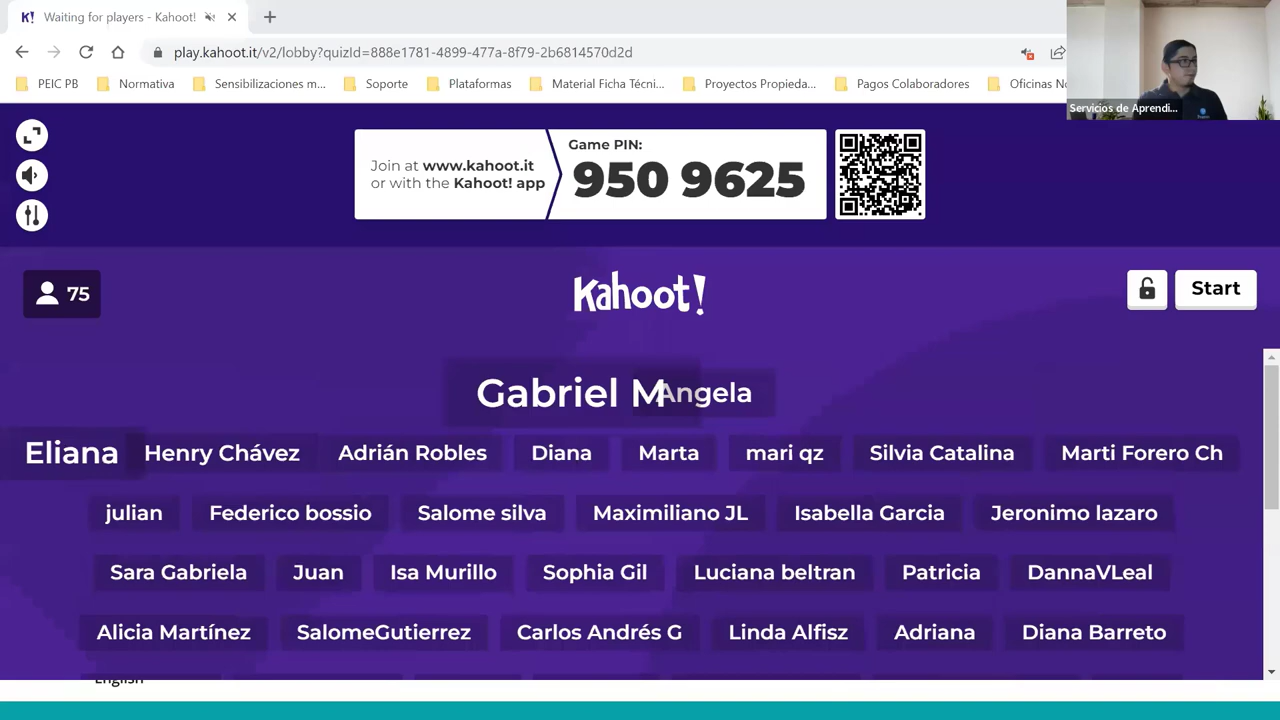 Waiting for players - Kahoot!
play.kahoot.it/v2/lobby?quizId=888e1781-4899-477a-8f79-2b6814570d2d
PEIC PB Normativa Sensibilizaciones m... Soporte Plataformas Material Ficha Técni... Proyectos Propieda... Pagos Colaboradores Oficinas No
Servicios de Aprendi...
Join at www.kahoot.it
or with the Kahoot! app
Game PIN:
950 9625
75
Kahoot!
Start
Gabriel M Angela
Eliana Henry Chávez Adrián Robles Diana Marta mari qz Silvia Catalina Marti Forero Ch
julian Federico bossio Salome silva Maximiliano JL Isabella Garcia Jeronimo lazaro
Sara Gabriela Juan Isa Murillo Sophia Gil Luciana beltran Patricia DannaVLeal
Alicia Martínez SalomeGutierrez Carlos Andrés G Linda Alfisz Adriana Diana Barreto
English